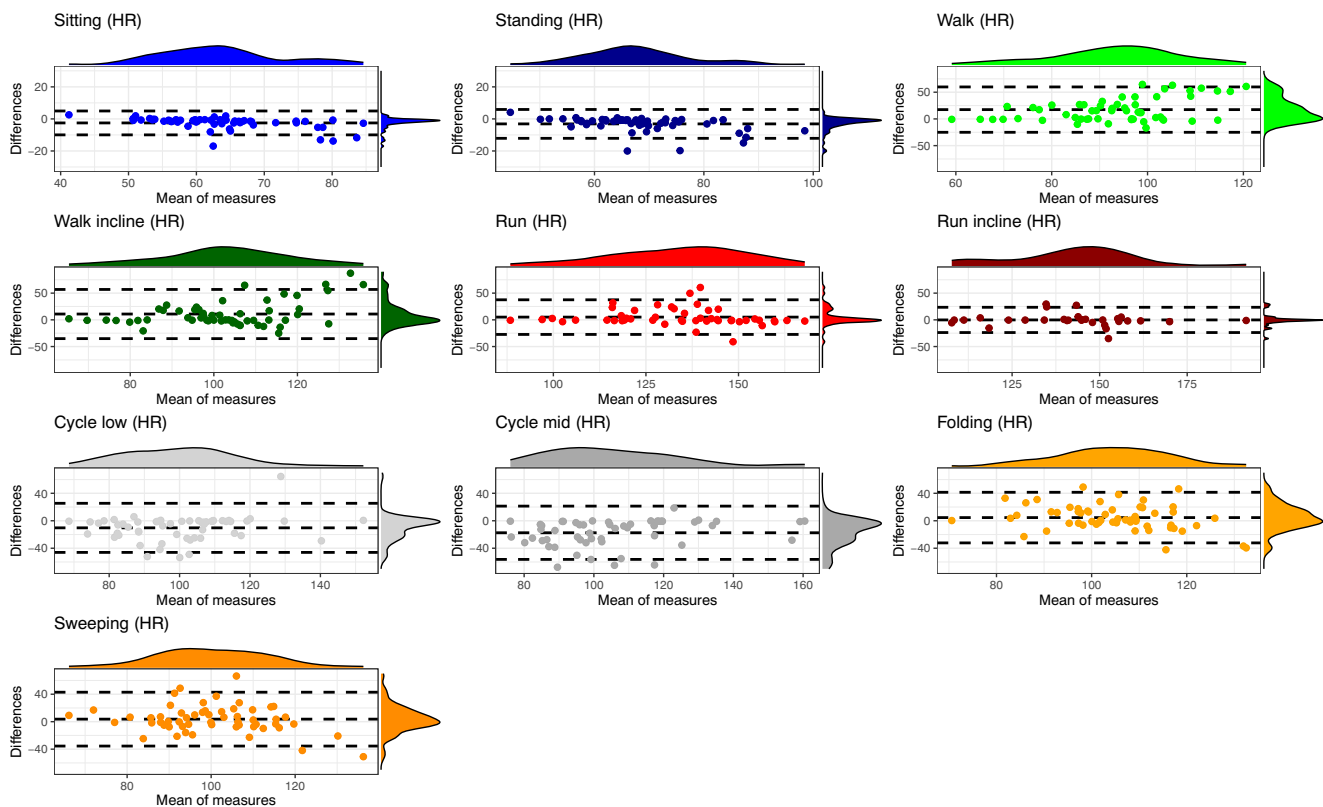 Sitting (HR)
Differences
20
0
−20
40 50 60 70 80
Mean of measures
Standing (HR)
Differences
20
0
−20
60 80 100
Mean of measures
Walk (HR)
Differences
50
0
−50
60 80 100 120
Mean of measures
Walk incline (HR)
Differences
50
0
−50
80 100 120
Mean of measures
Run (HR)
Differences
50
0
−50
100 125 150
Mean of measures
Run incline (HR)
Differences
50
0
−50
125 150 175
Mean of measures
Cycle low (HR)
Differences
40
0
−40
80 100 120 140
Mean of measures
Cycle mid (HR)
Differences
40
0
−40
80 100 120 140 160
Mean of measures
Folding (HR)
Differences
40
0
−40
80 100 120
Mean of measures
Sweeping (HR)
Differences
40
0
−40
80 100 120
Mean of measures